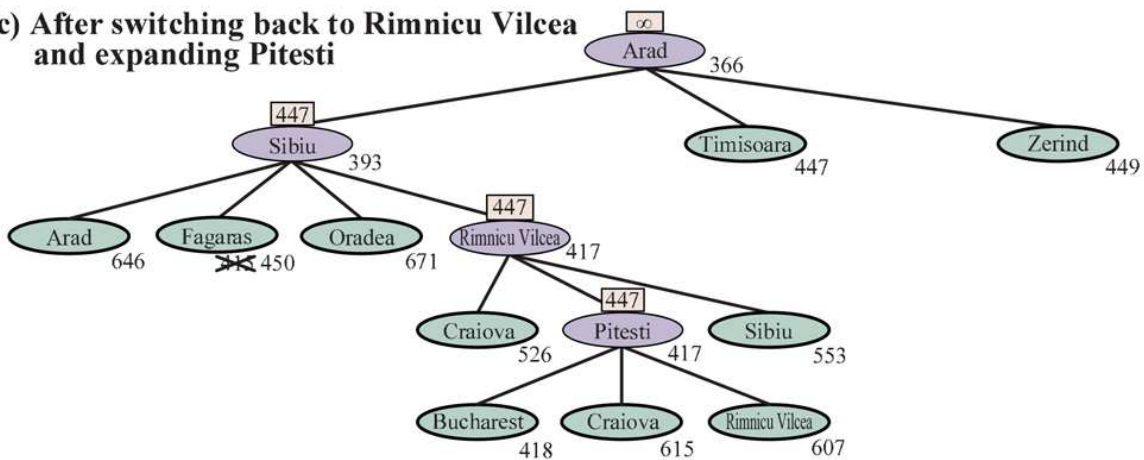 c) After switching back to Rimnicu Vilcea
and expanding Pitesti
∞
Arad
366
447
Sibiu
393
Timisoara
447
Zerind
449
Arad
646
Fagaras
415 450
Oradea
671
447
Rimnicu Vilcea
417
Craiova
526
447
Pitesti
417
Sibiu
553
Bucharest
418
Craiova
615
Rimnicu Vilcea
607